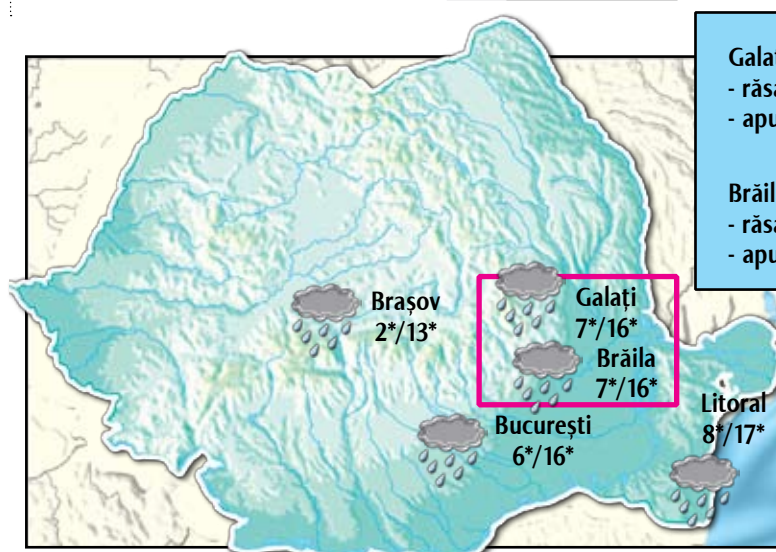 Galaț
- răsa
- apu
Brăil
- răsa
- apu
Brașov
2*/13*
Galați
7*/16*
Brăila
7*/16*
Litoral
8*/17*
București
6*/16*